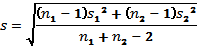 s = √(((n₁ − 1)s₁² + (n₂ − 1)s₂²) / (n₁ + n₂ − 2))